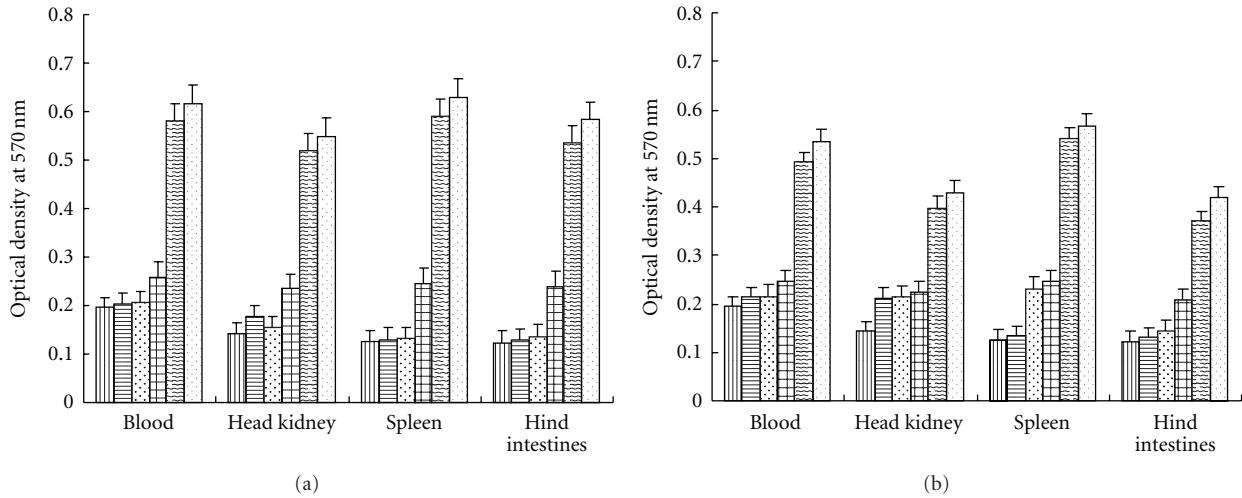 Optical density at 570 nm
0.8
0.7
0.6
0.5
0.4
0.3
0.2
0.1
0
Blood
Head kidney
Spleen
Hind
intestines
(a)
Optical density at 570 nm
0.8
0.7
0.6
0.5
0.4
0.3
0.2
0.1
0
Blood
Head kidney
Spleen
Hind
intestines
(b)